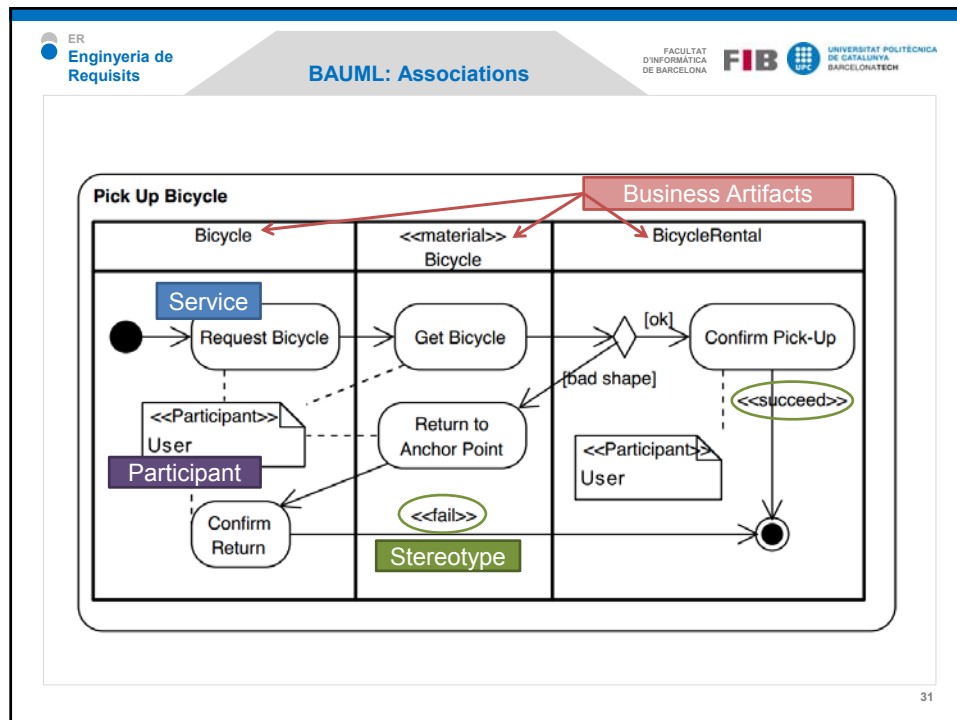 ER
Enginyeria de
Requisits
BAUML: Associations
FACULTAT
D'INFORMÀTICA
DE BARCELONA
FIB
UPC
UNIVERSITAT POLITÈCNICA
DE CATALUNYA
BARCELONATECH
Pick Up Bicycle
Business Artifacts
Bicycle
<<material>>
Bicycle
BicycleRental
Service
Request Bicycle
Get Bicycle
[ok]
Confirm Pick-Up
[bad shape]
<<succeed>>
<<Participant>>
User
Participant
Return to
Anchor Point
<<Participant>>
User
Confirm
Return
<<fail>>
Stereotype
31